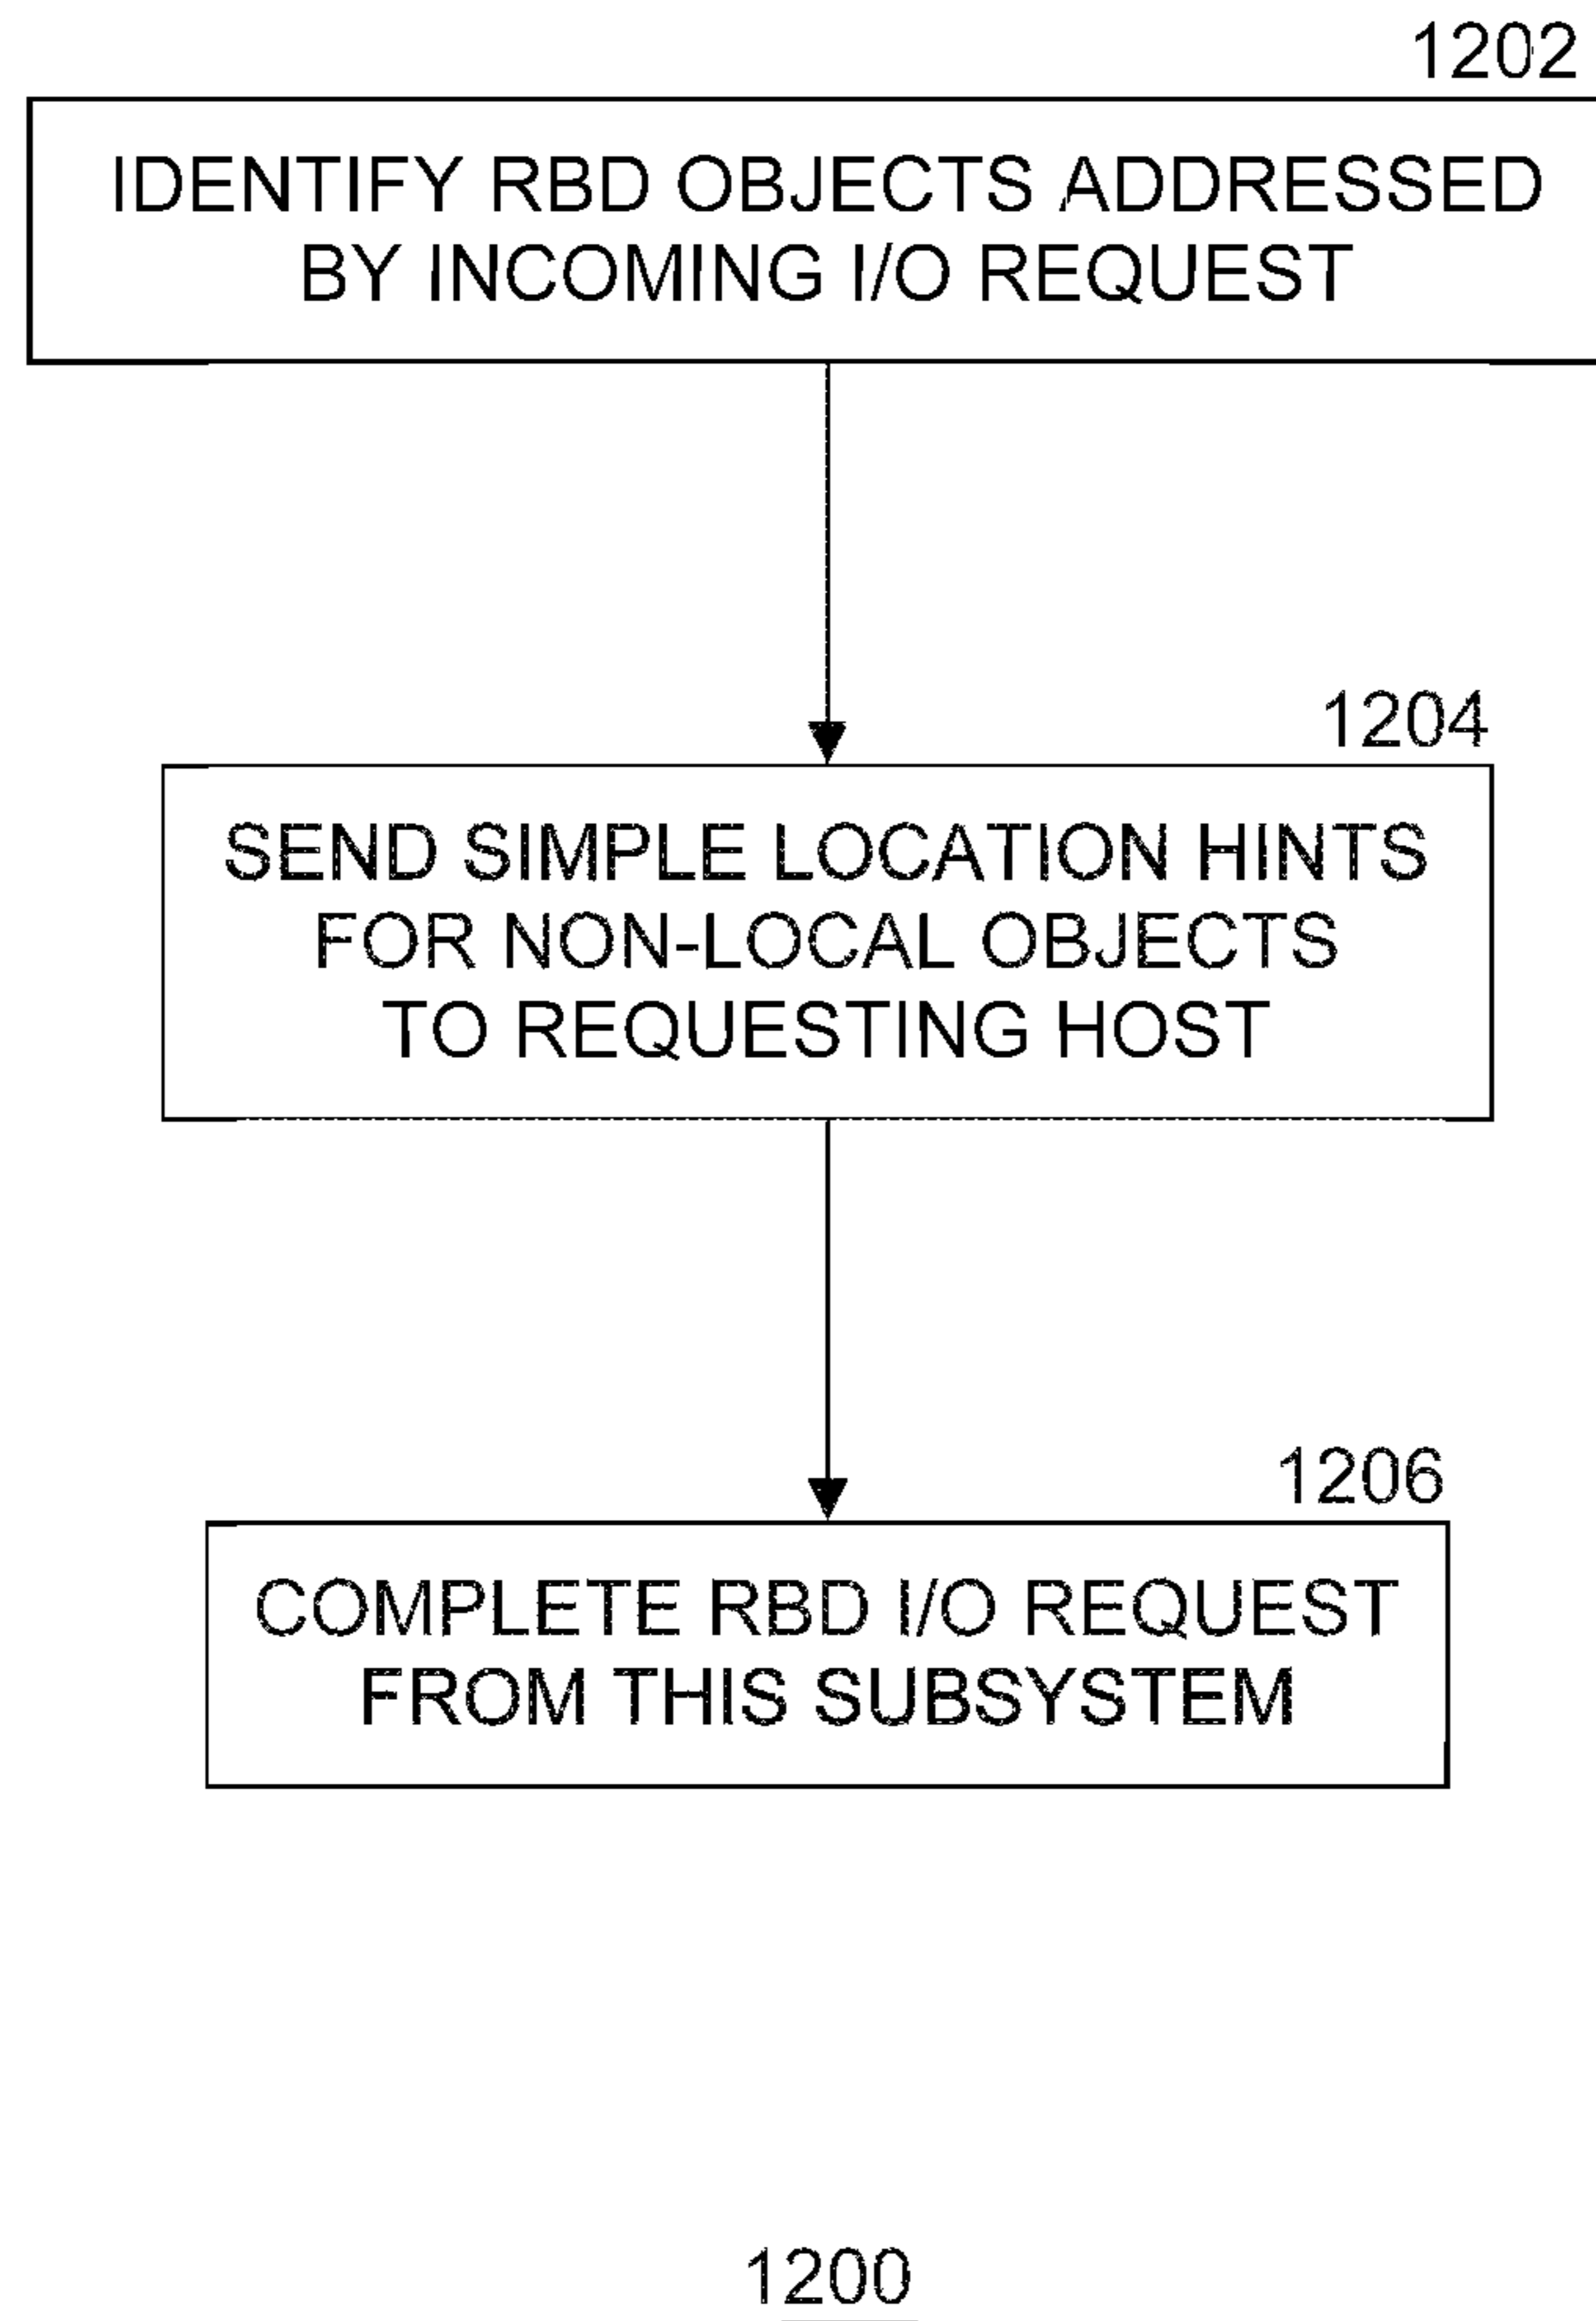 1202
IDENTIFY RBD OBJECTS ADDRESSED
BY INCOMING I/O REQUEST
1204
SEND SIMPLE LOCATION HINTS
FOR NON-LOCAL OBJECTS
TO REQUESTING HOST
1206
COMPLETE RBD I/O REQUEST
FROM THIS SUBSYSTEM
1200